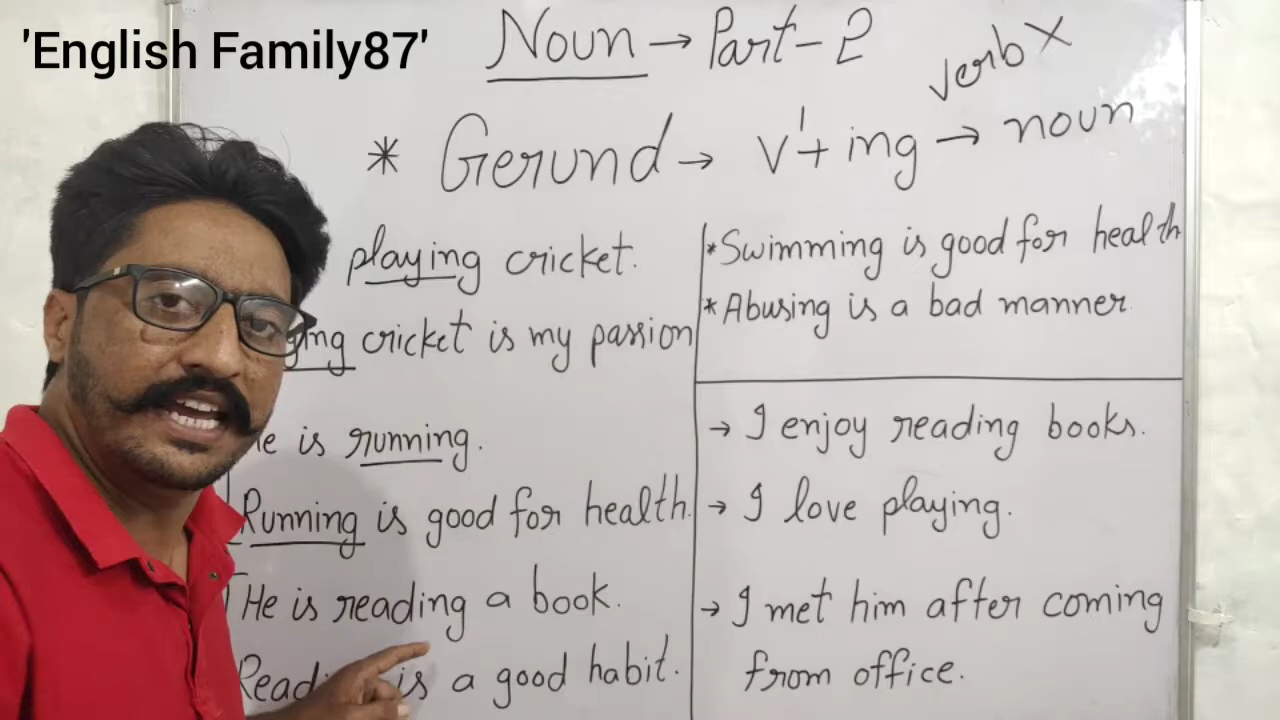 'English Family87'
Noun → Part-2
verb ×
* Gerund → V¹+ ing → noun
playing cricket.
cricket is my passion
is running.
Running is good for health.
He is reading a book.
is a good habit.
* Swimming is good for health
* Abusing is a bad manner.
→ I enjoy reading books.
→ I love playing.
→ I met him after coming
from office.